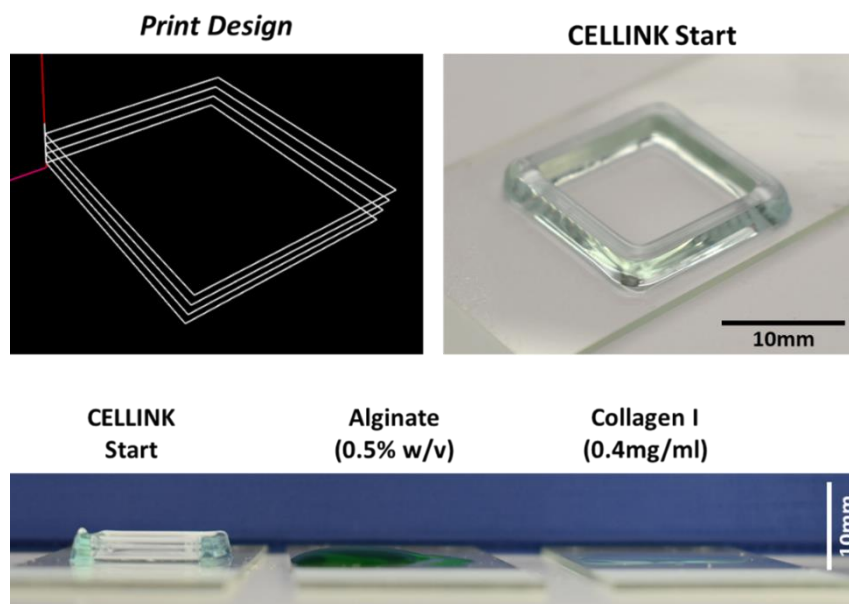 Print Design
CELLINK Start
10mm
CELLINK
Start
Alginate
(0.5% w/v)
Collagen I
(0.4mg/ml)
10mm